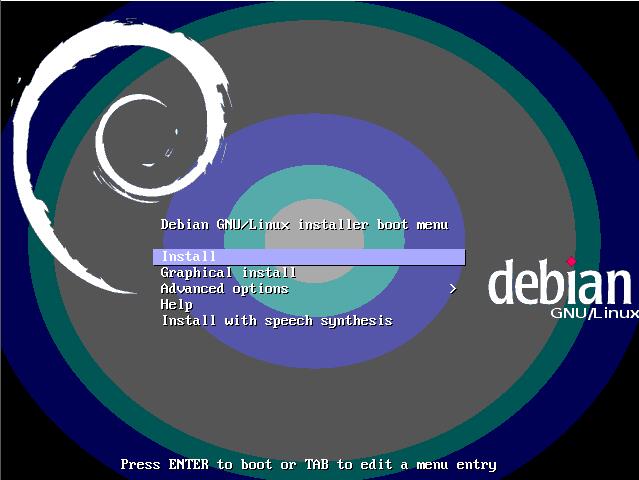 Debian GNU/Linux installer boot menu
Install
Graphical install
Advanced options >
Help
Install with speech synthesis
debian
GNU/Linux
Press ENTER to boot or TAB to edit a menu entry